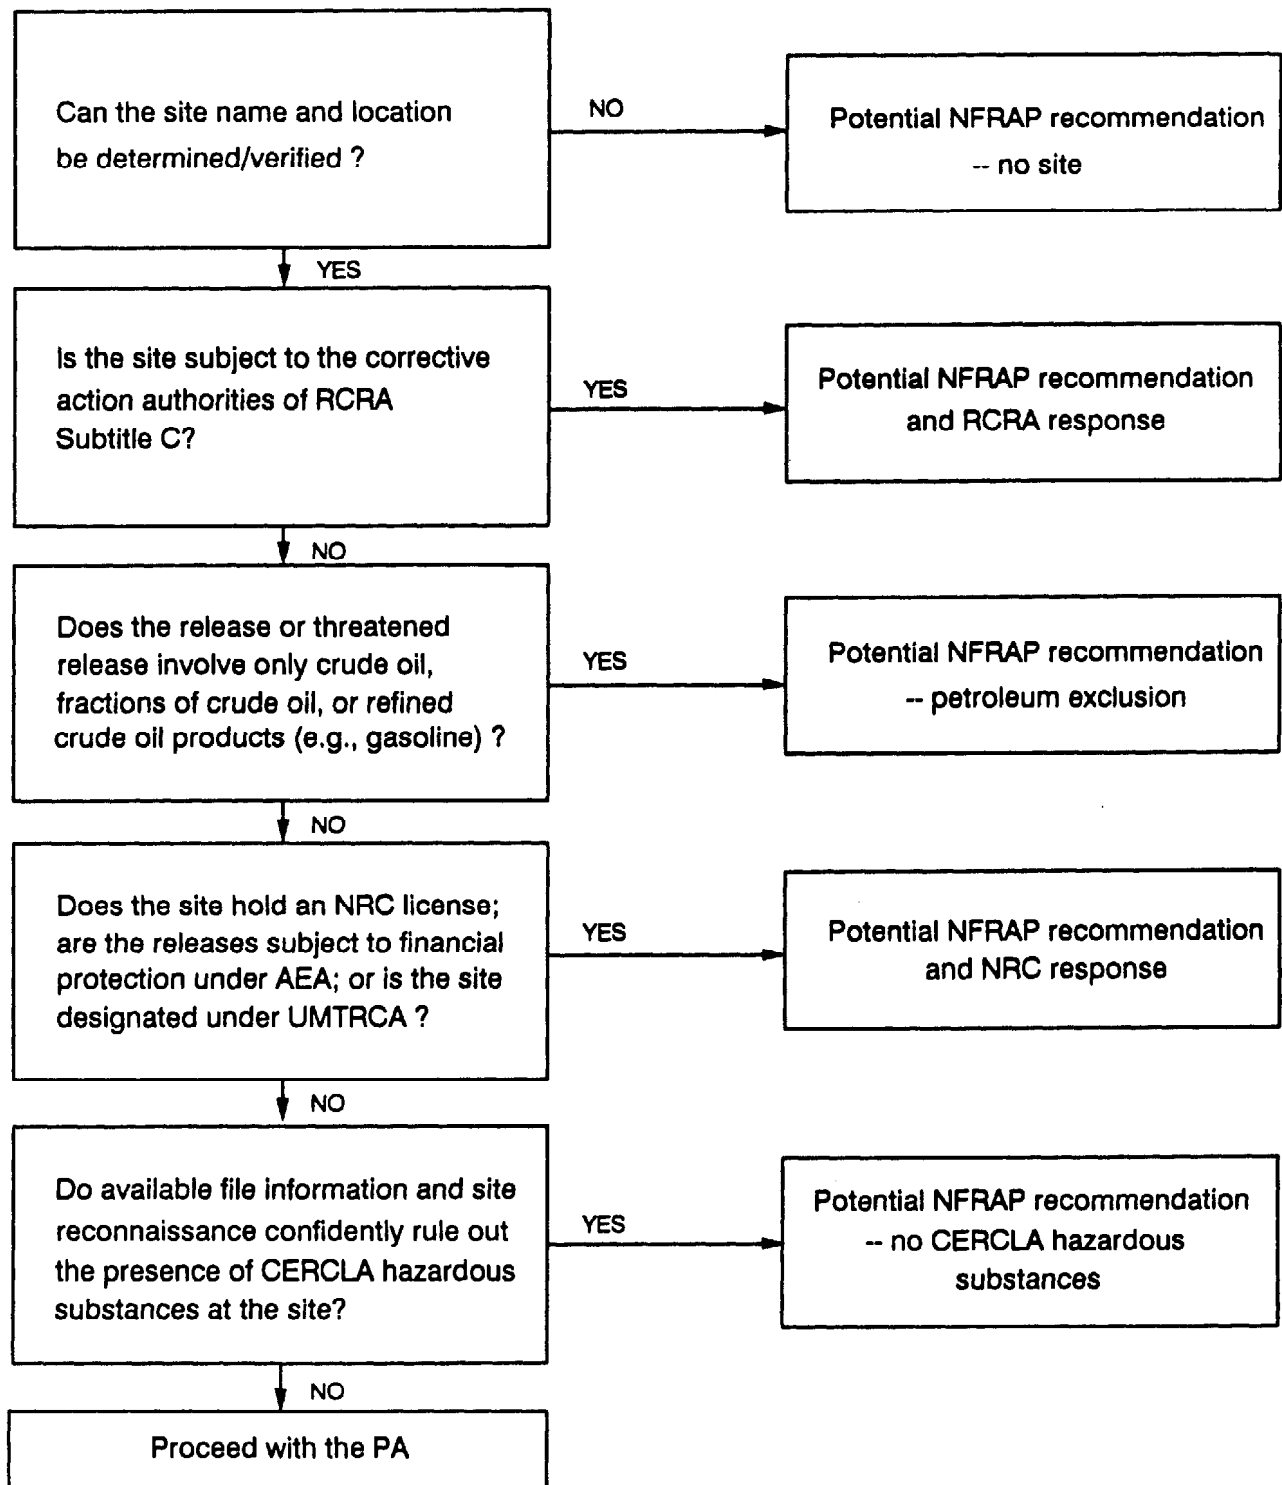 Can the site name and location
be determined/verified ?
NO
Potential NFRAP recommendation
-- no site
YES
Is the site subject to the corrective
action authorities of RCRA
Subtitle C?
YES
Potential NFRAP recommendation
and RCRA response
NO
Does the release or threatened
release involve only crude oil,
fractions of crude oil, or refined
crude oil products (e.g., gasoline) ?
YES
Potential NFRAP recommendation
-- petroleum exclusion
NO
Does the site hold an NRC license;
are the releases subject to financial
protection under AEA; or is the site
designated under UMTRCA ?
YES
Potential NFRAP recommendation
and NRC response
NO
Do available file information and site
reconnaissance confidently rule out
the presence of CERCLA hazardous
substances at the site?
YES
Potential NFRAP recommendation
-- no CERCLA hazardous
substances
NO
Proceed with the PA